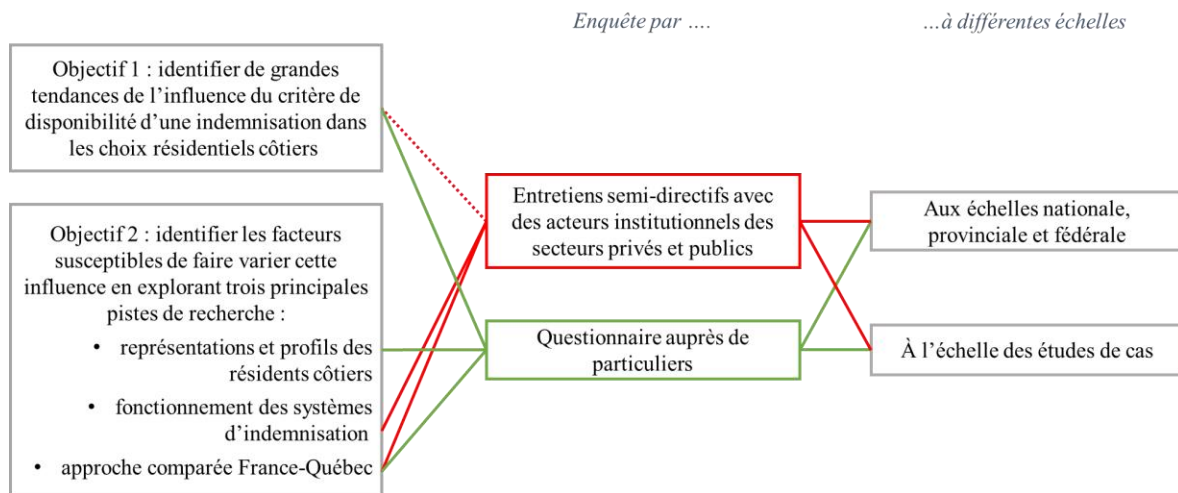 Enquête par ….
…à différentes échelles
Objectif 1 : identifier de grandes
tendances de l’influence du critère de
disponibilité d’une indemnisation dans
les choix résidentiels côtiers
Objectif 2 : identifier les facteurs
susceptibles de faire varier cette
influence en explorant trois principales
pistes de recherche :
• représentations et profils des
résidents côtiers
• fonctionnement des systèmes
d’indemnisation
• approche comparée France-Québec
Entretiens semi-directifs avec
des acteurs institutionnels des
secteurs privés et publics
Questionnaire auprès de
particuliers
Aux échelles nationale,
provinciale et fédérale
À l’échelle des études de cas